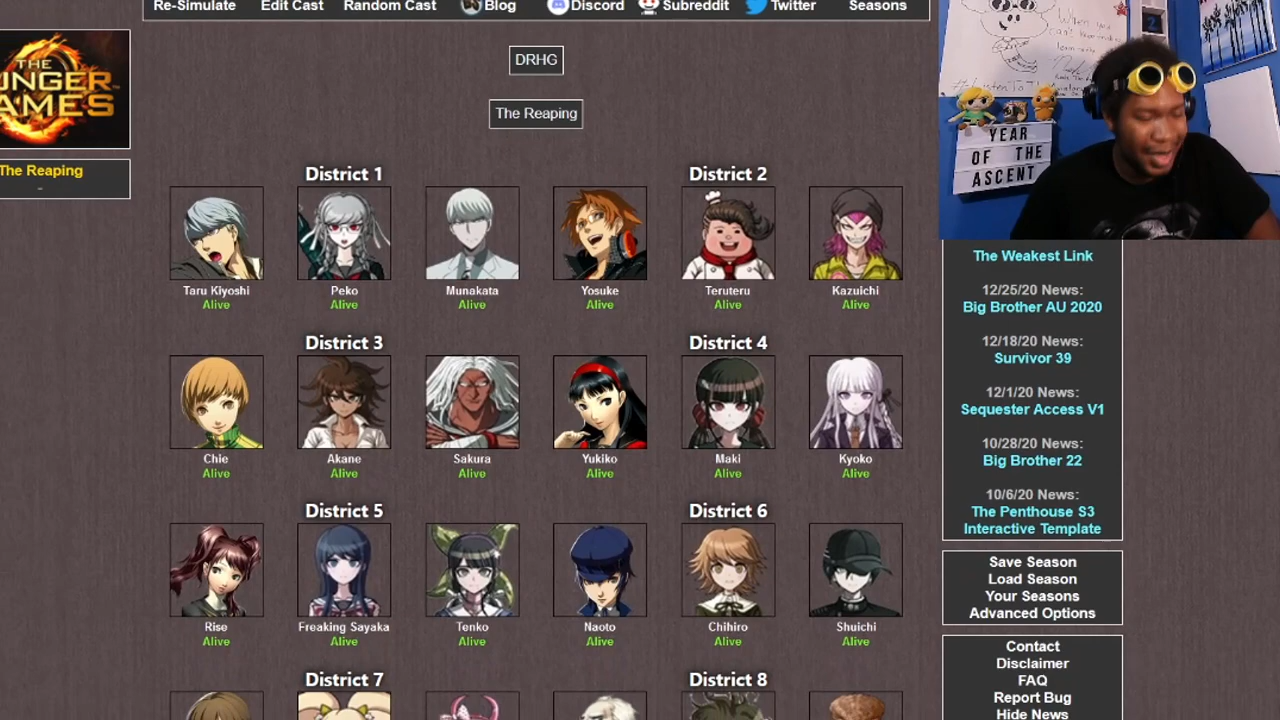 Re-Simulate Edit Cast Random Cast Blog Discord Subreddit Twitter Seasons
DRHG
The Reaping
THE
UNGER
AMES
The Reaping
-
District 1 District 2
Taru Kiyoshi Peko Munakata Yosuke Teruteru Kazuichi
Alive Alive Alive Alive Alive Alive
District 3 District 4
Chie Akane Sakura Yukiko Maki Kyoko
Alive Alive Alive Alive Alive Alive
District 5 District 6
Rise Freaking Sayaka Tenko Naoto Chihiro Shuichi
Alive Alive Alive Alive Alive Alive
District 7 District 8
When you
can't
2
YEAR
OF THE
ASCENT
The Weakest Link
12/25/20 News:
Big Brother AU 2020
12/18/20 News:
Survivor 39
12/1/20 News:
Sequester Access V1
10/28/20 News:
Big Brother 22
10/6/20 News:
The Penthouse S3
Interactive Template
Save Season
Load Season
Your Seasons
Advanced Options
Contact
Disclaimer
FAQ
Report Bug
Hide News